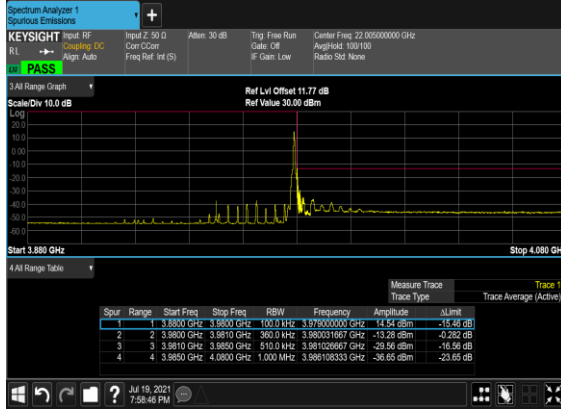 Spectrum Analyzer 1
Spurious Emissions
+
KEYSIGHT Input: RF Input Z: 50 Ω Atten: 30 dB Trig: Free Run Center Freq: 22.005000000 GHz
RL Coupling: DC Corr CCorr Gate: Off Avg|Hold: 100/100
Align: Auto Freq Ref: Int (S) IF Gain: Low Radio Std: None
PASS
3 All Range Graph
Ref Lvl Offset 11.77 dB
Scale/Div 10.0 dB Ref Value 30.00 dBm
Log
20.0
10.0
0.00
-10.0
-20.0
-30.0
-40.0
-50.0
-60.0
Start 3.880 GHz Stop 4.080 GH
4 All Range Table
Measure Trace Trace 1
Trace Type Trace Average (Active)
Spur Range Start Freq Stop Freq RBW Frequency Amplitude ΔLimit
1 1 3.8800 GHz 3.9800 GHz 100.0 kHz 3.979000000 GHz 14.54 dBm -15.46 dB
2 2 3.9800 GHz 3.9810 GHz 360.0 kHz 3.980031667 GHz -13.28 dBm -0.282 dB
3 3 3.9810 GHz 3.9850 GHz 510.0 kHz 3.981026667 GHz -29.56 dBm -16.56 dB
4 4 3.9850 GHz 4.0800 GHz 1.000 MHz 3.986108333 GHz -36.65 dBm -23.65 dB
? Jul 19, 2021
7:58:46 PM